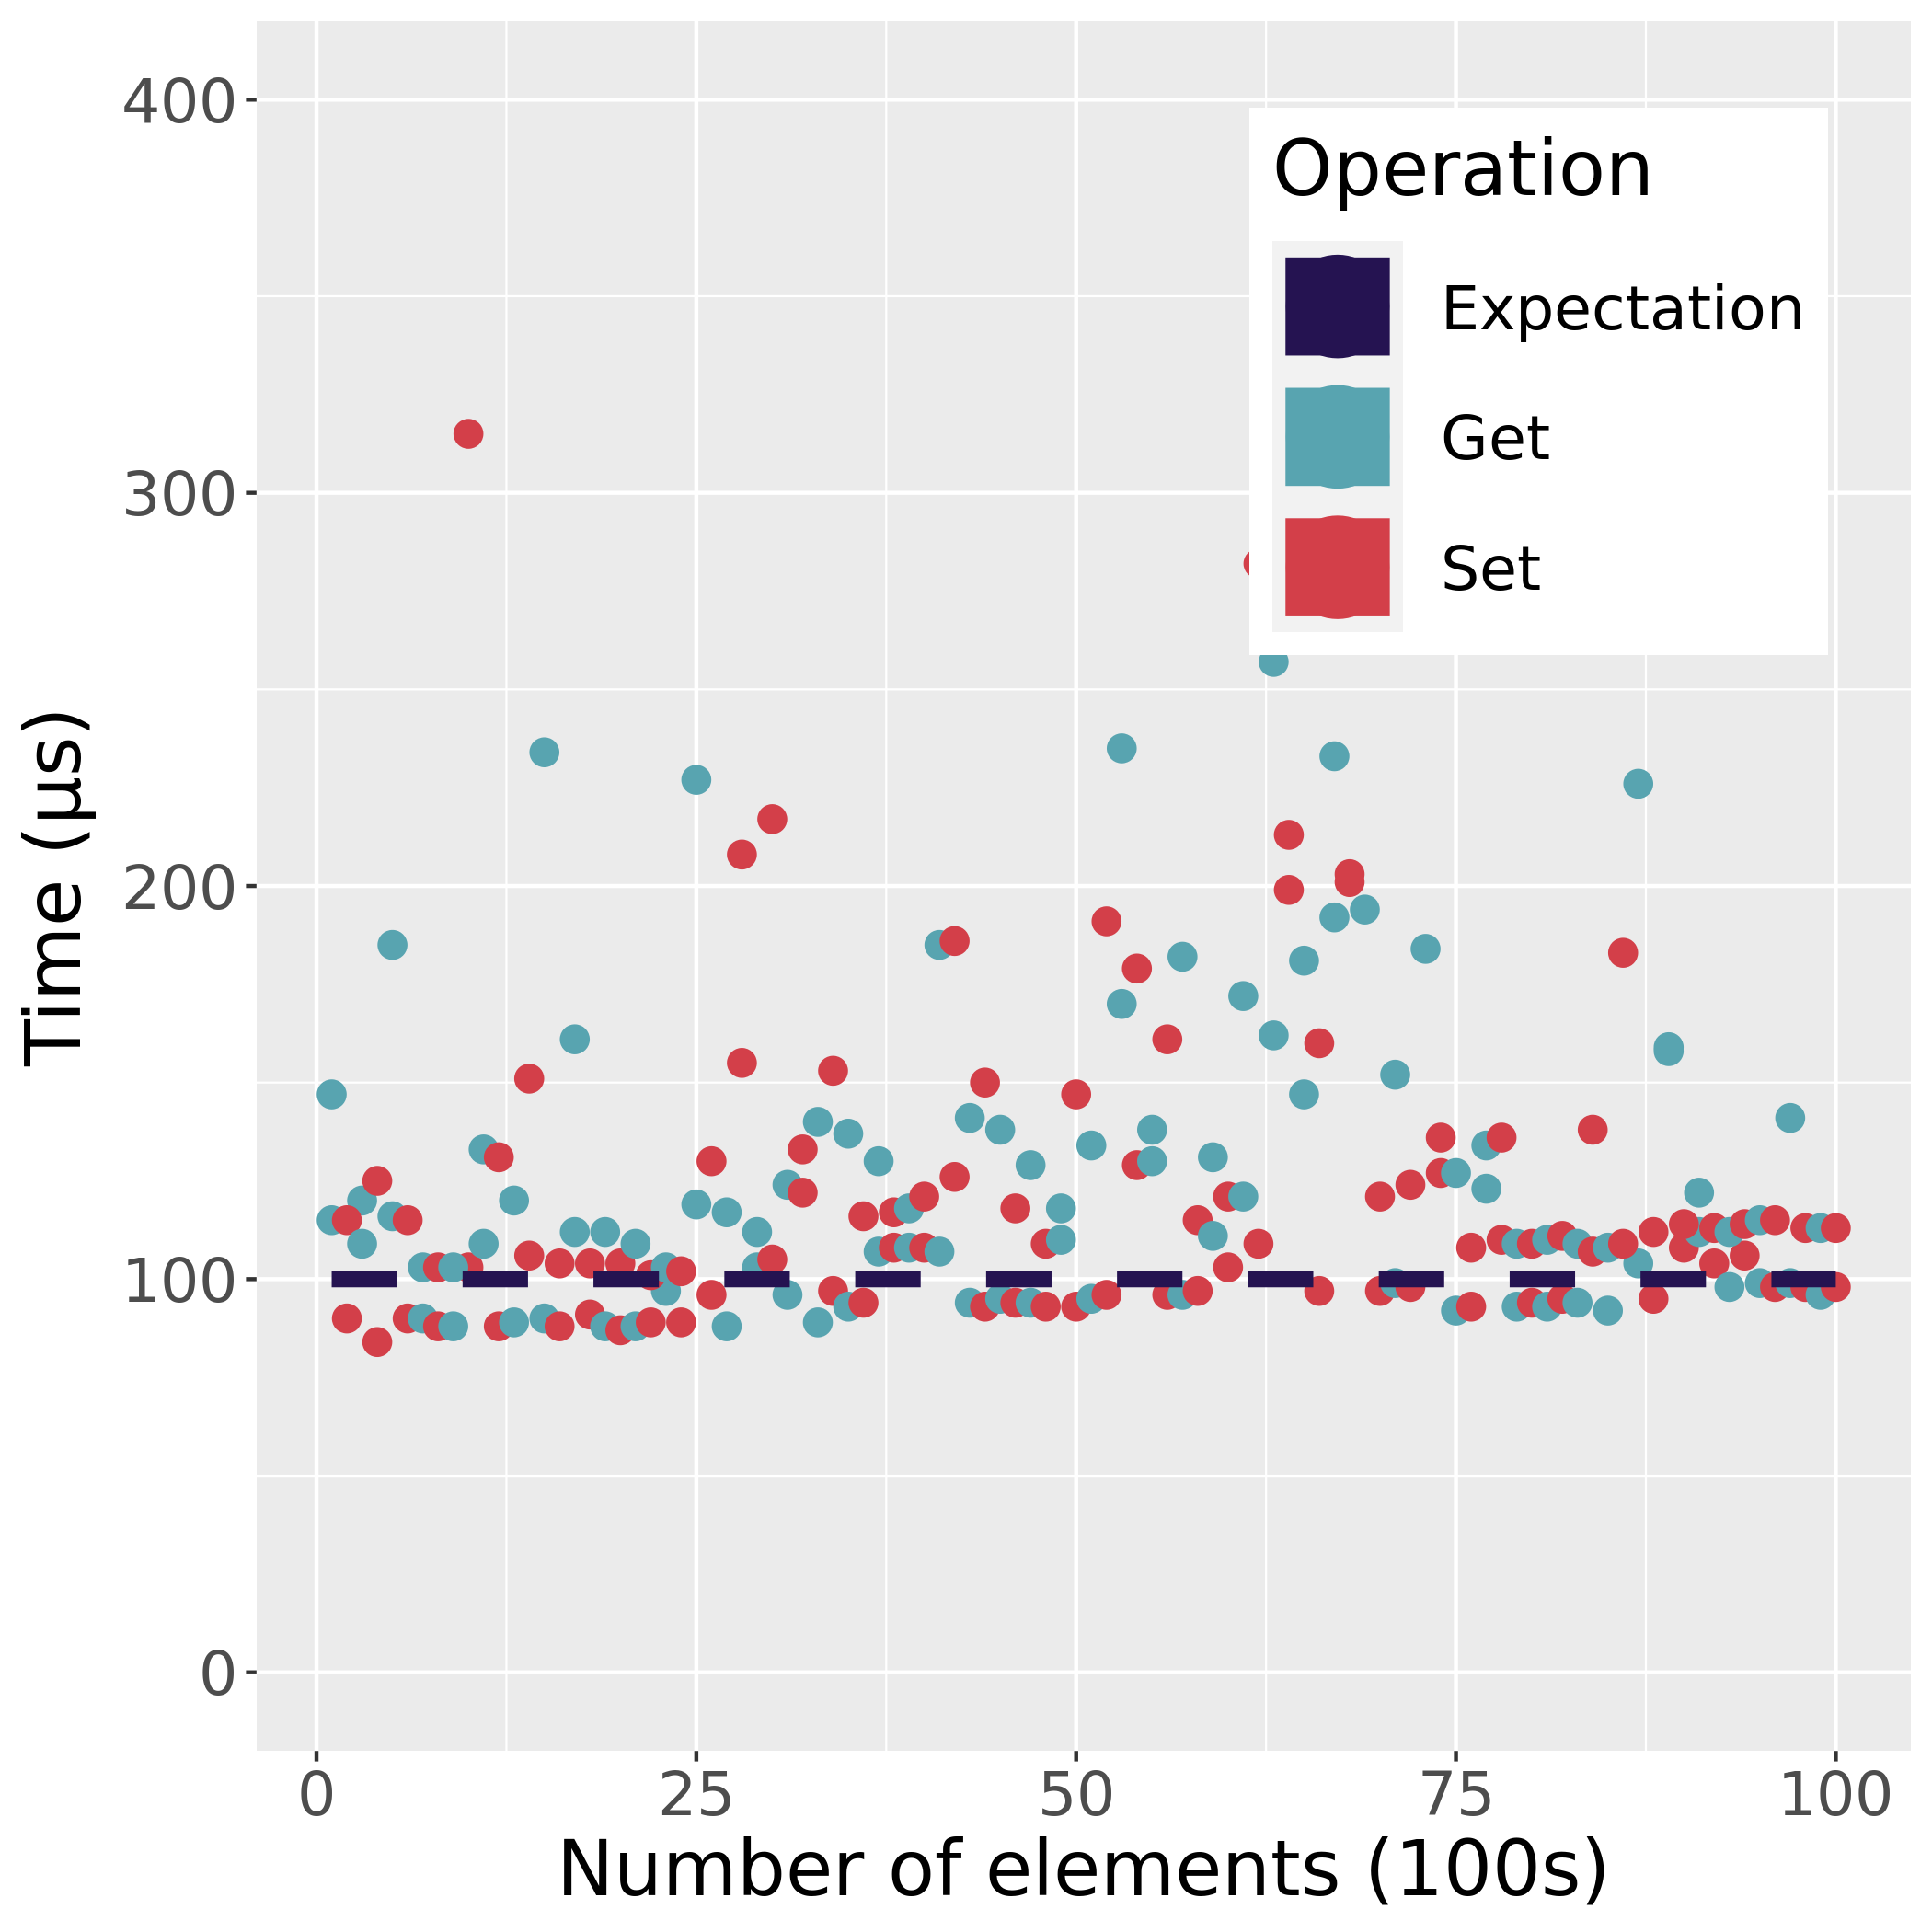 Operation
Expectation
Get
Set
Time (µs)
400
300
200
100
0
0 25 50 75 100
Number of elements (100s)